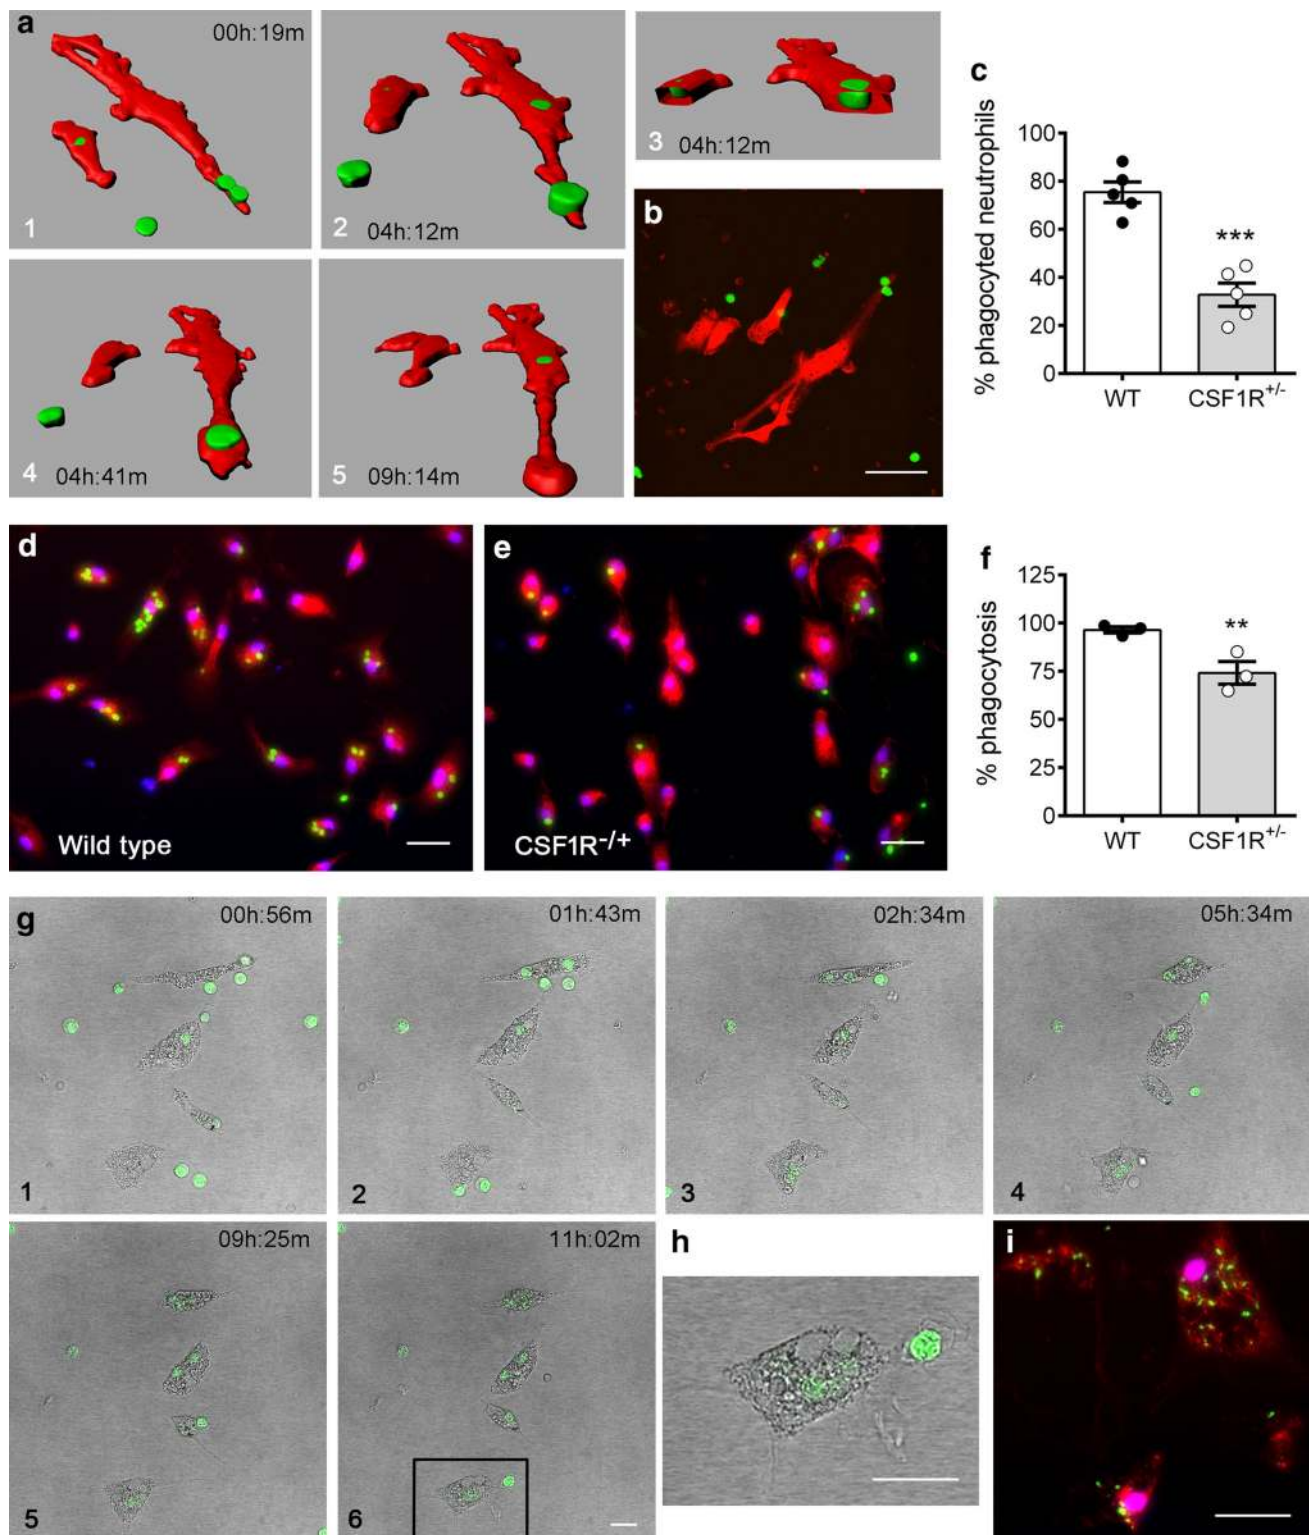 a
00h:19m
1
2
04h:12m
3
04h:12m
b
4
04h:41m
5
09h:14m
c
% phagocyted neutrophils
100
80
60
40
20
0
***
WT
CSF1R+/-
d
Wild type
e
CSF1R-/+
f
% phagocytosis
125
100
75
50
25
0
**
WT
CSF1R+/-
g
00h:56m
1
01h:43m
2
02h:34m
3
05h:34m
4
09h:25m
5
11h:02m
6
h
i